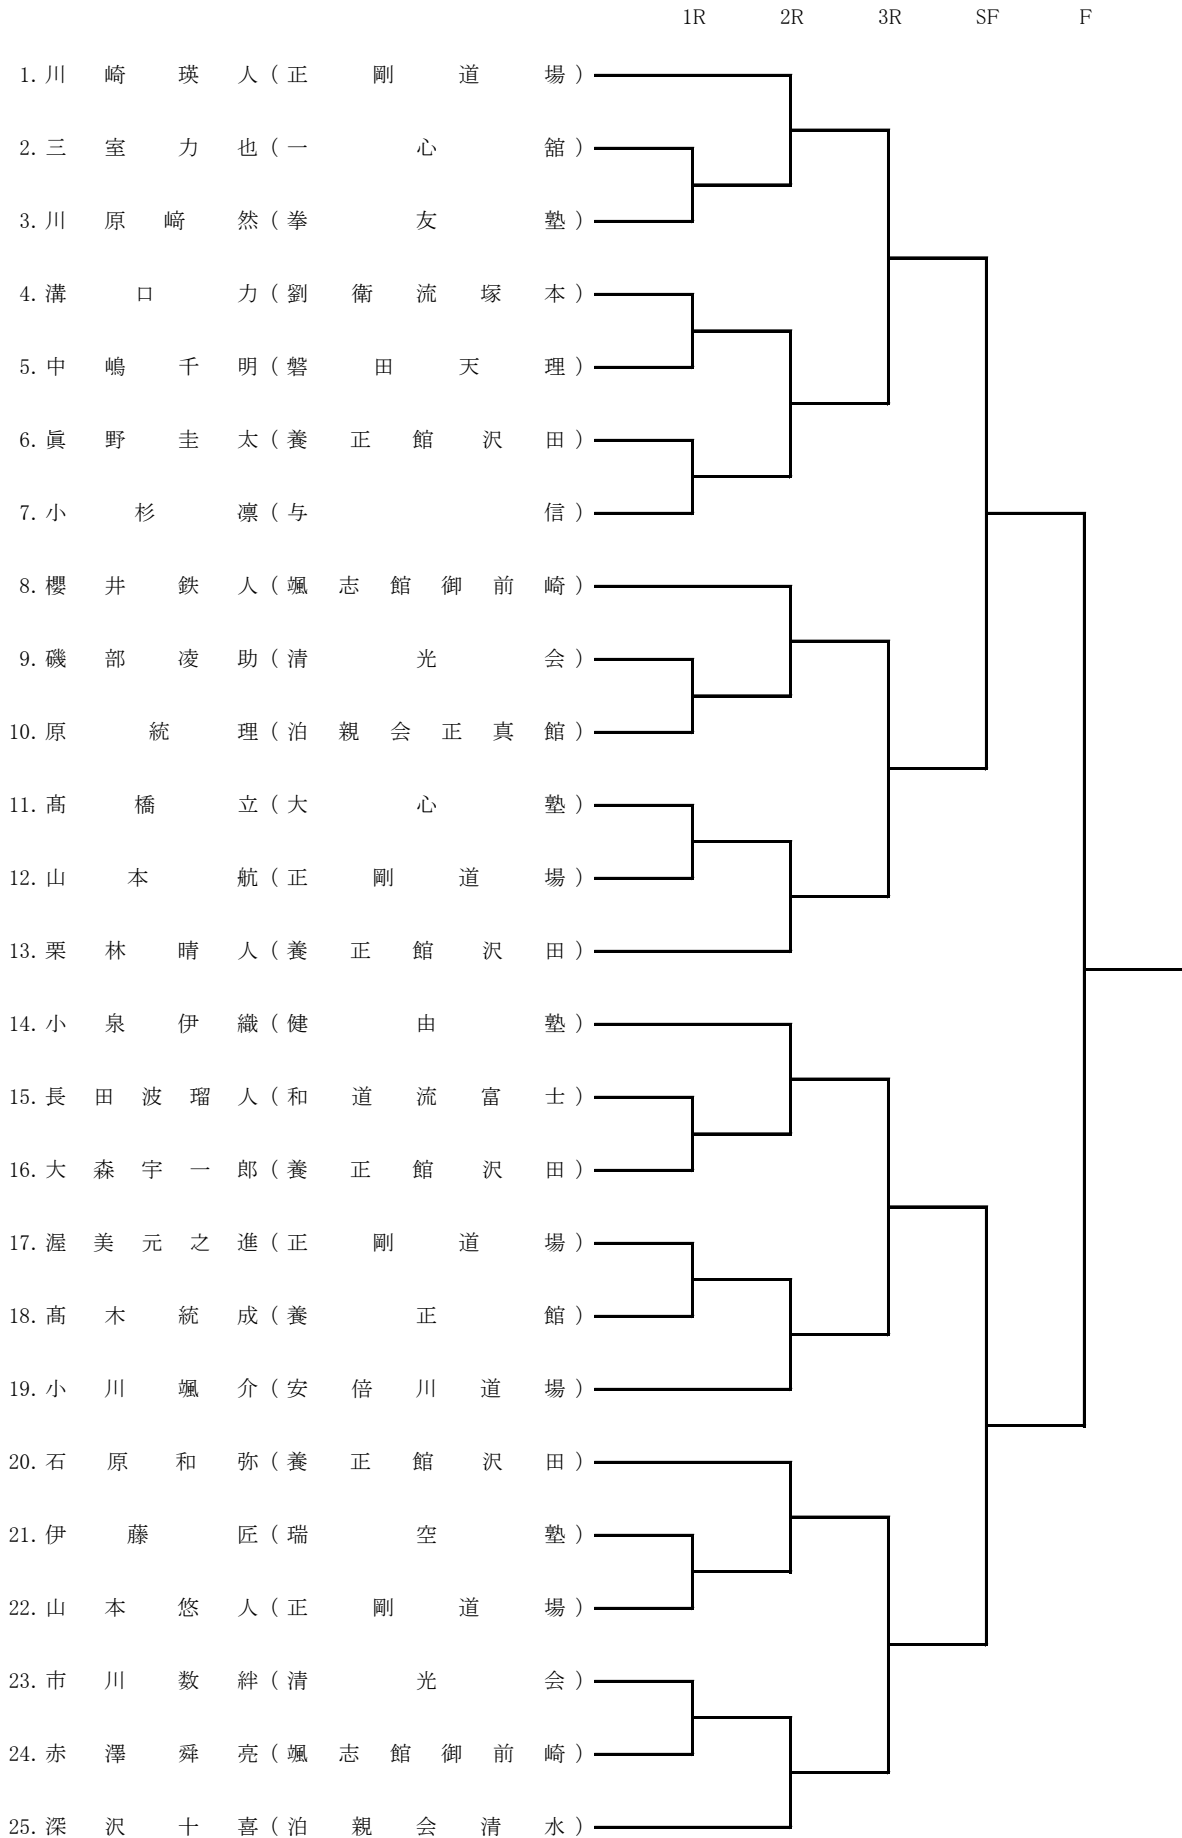 1R 2R 3R SF F
1. 川崎瑛人(正剛道場)
2. 三室力也(一心舘)
3. 川原﨑然(拳友塾)
4. 溝口力(劉衛流塚本)
5. 中嶋千明(磐田天理)
6. 眞野圭太(養正館沢田)
7. 小杉凛(与信)
8. 櫻井鉄人(颯志館御前崎)
9. 磯部凌助(清光会)
10. 原統理(泊親会正真館)
11. 髙橋立(大心塾)
12. 山本航(正剛道場)
13. 栗林晴人(養正館沢田)
14. 小泉伊織(健由塾)
15. 長田波瑠人(和道流富士)
16. 大森宇一郎(養正館沢田)
17. 渥美元之進(正剛道場)
18. 髙木統成(養正館)
19. 小川颯介(安倍川道場)
20. 石原和弥(養正館沢田)
21. 伊藤匠(瑞空塾)
22. 山本悠人(正剛道場)
23. 市川数絆(清光会)
24. 赤澤舜亮(颯志館御前崎)
25. 深沢十喜(泊親会清水)